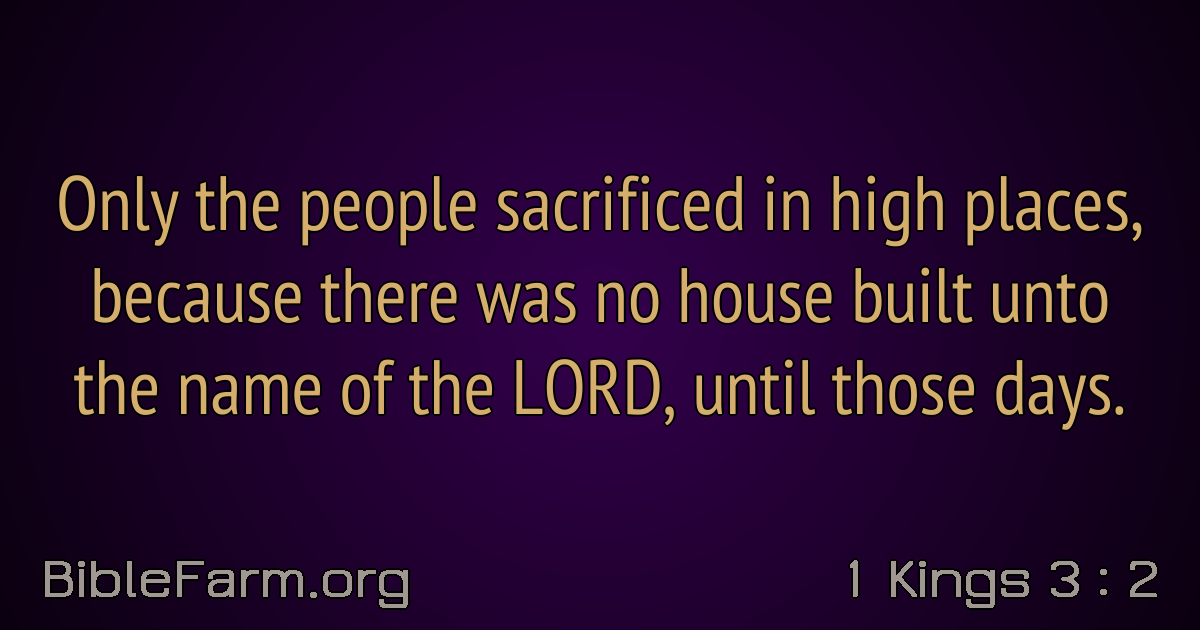 Only the people sacrificed in high places,
because there was no house built unto
the name of the LORD, until those days.
BibleFarm.org
1 Kings 3 : 2